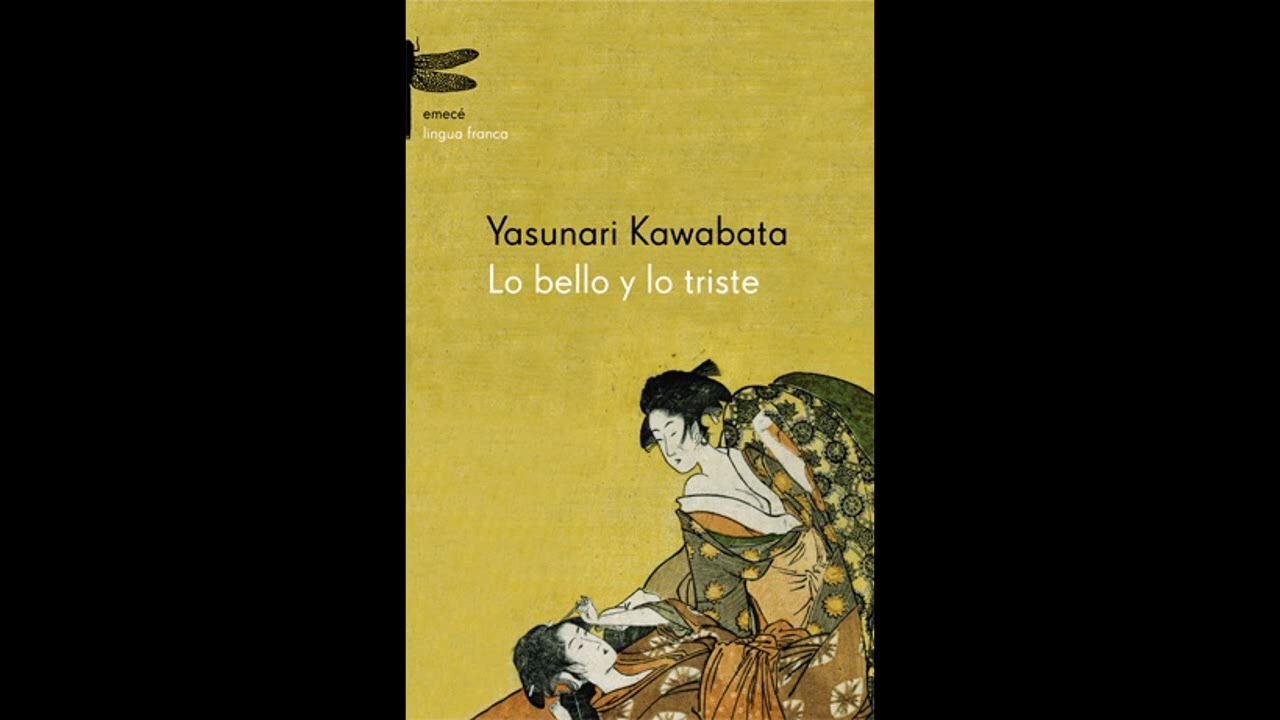 emecé
lingua franca
Yasunari Kawabata
Lo bello y lo triste